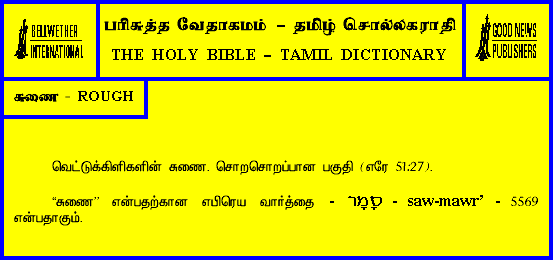 BELLWETHER
INTERNATIONAL
பரிசுத்த வேதாகமம் – தமிழ் சொல்லகராதி
THE HOLY BIBLE – TAMIL DICTIONARY
GOOD NEWS
PUBLISHERS
சுணை - ROUGH
வெட்டுக்கிளிகளின் சுணை. சொறசொறப்பான பகுதி (எரே 51:27).
“சுணை” என்பதற்கான எபிரெய வார்த்தை - סָמָר - saw-mawr’ - 5569
என்பதாகும்.